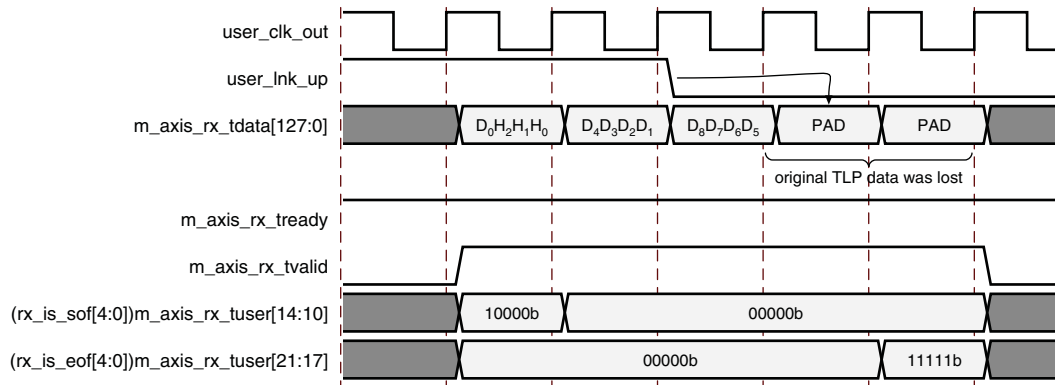 user_clk_out
user_lnk_up
m_axis_rx_tdata[127:0] D₀H₂H₁H₀ D₄D₃D₂D₁ D₈D₇D₆D₅ PAD PAD
original TLP data was lost
m_axis_rx_tready
m_axis_rx_tvalid
(rx_is_sof[4:0])m_axis_rx_tuser[14:10] 10000b 00000b
(rx_is_eof[4:0])m_axis_rx_tuser[21:17] 00000b 11111b